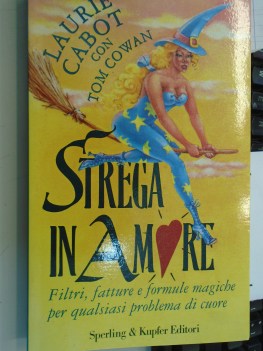 LAURIE
CABOT
CON
TOM COWAN
STREGA
IN AMORE
Filtri, fatture e formule magiche
per qualsiasi problema di cuore
Sperling & Kupfer Editori